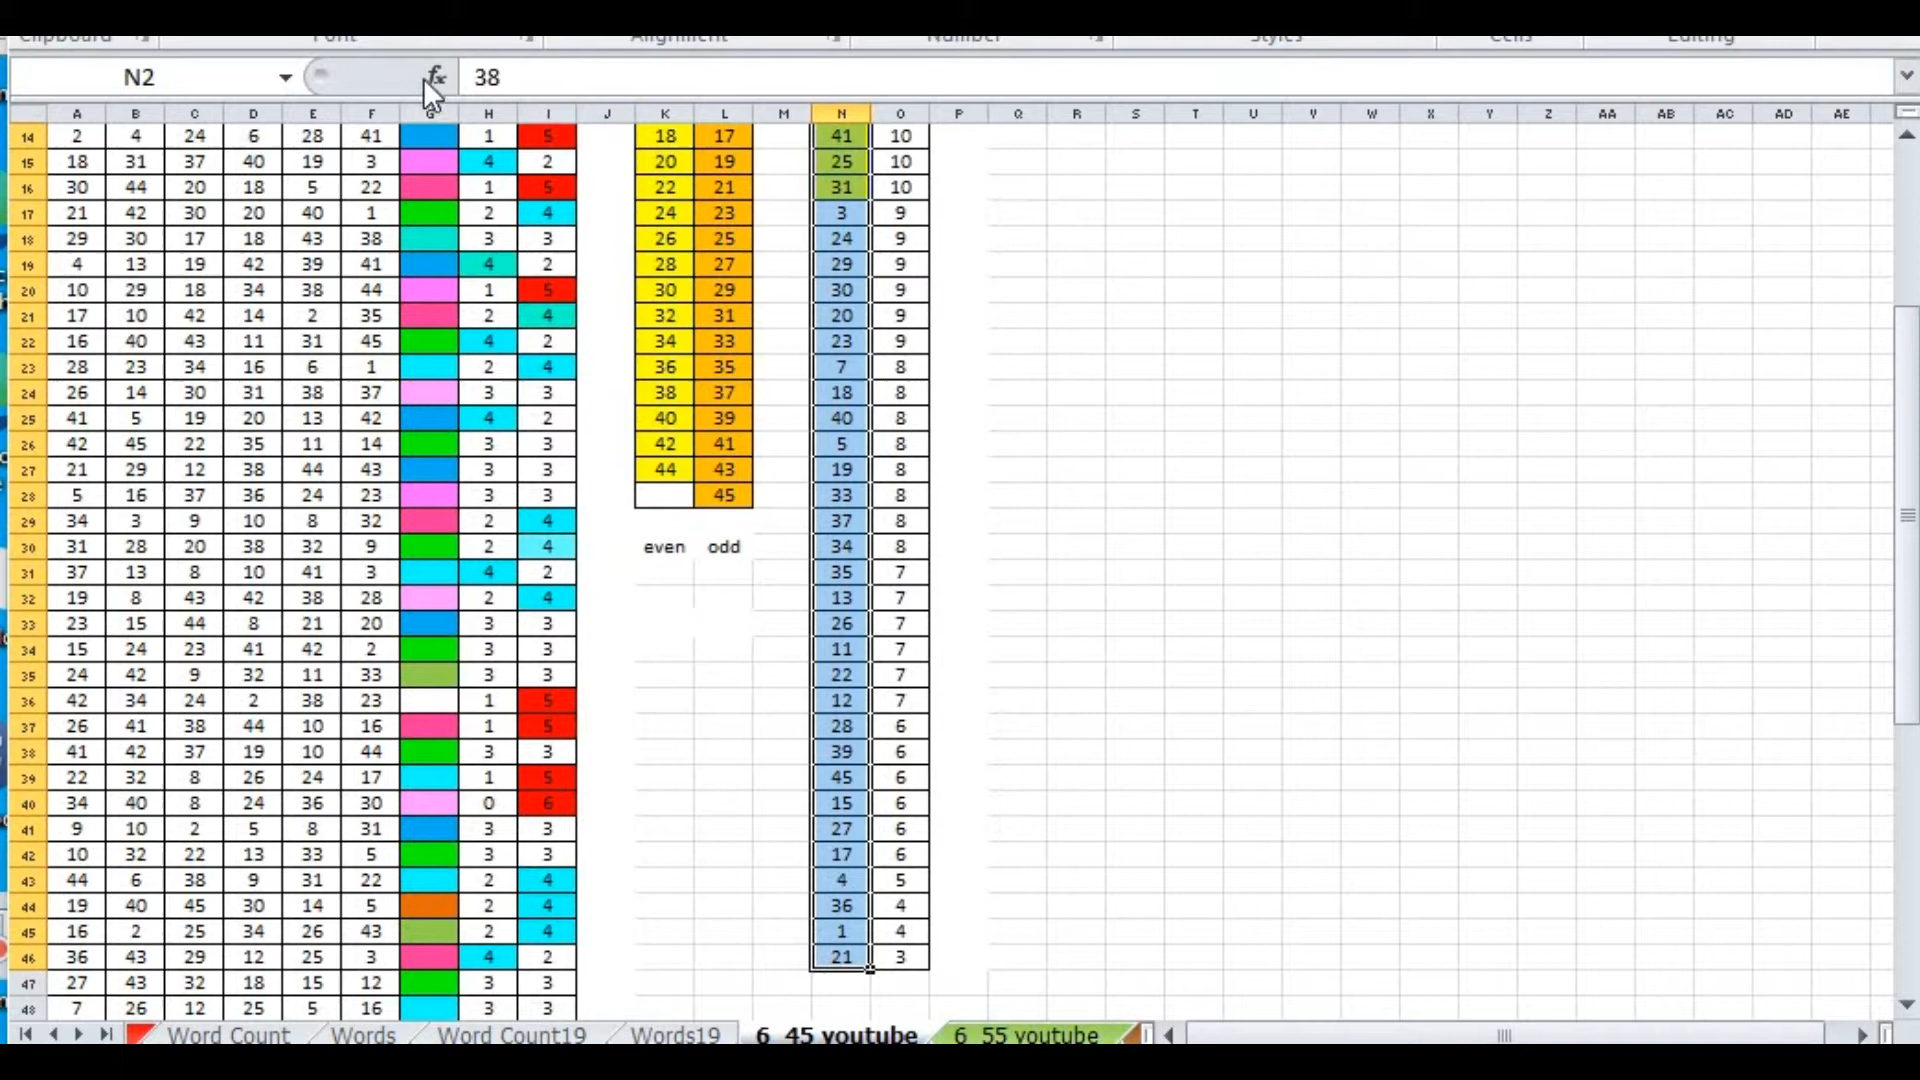 Clipboard Font Alignment Number Styles Cells Editing
N2 fx 38
A B C D E F G H I J K L M N O P Q R S T U V W X Y Z AA AB AC AD AE
14 2 4 24 6 28 41 1 5 18 17 41 10
15 18 31 37 40 19 3 4 2 20 19 25 10
16 30 44 20 18 5 22 1 5 22 21 31 10
17 21 42 30 20 40 1 2 4 24 23 3 9
18 29 30 17 18 43 38 3 3 26 25 24 9
19 4 13 19 42 39 41 4 2 28 27 29 9
20 10 29 18 34 38 44 1 5 30 29 30 9
21 17 10 42 14 2 35 2 4 32 31 20 9
22 16 40 43 11 31 45 4 2 34 33 23 9
23 28 23 34 16 6 1 2 4 36 35 7 8
24 26 14 30 31 38 37 3 3 38 37 18 8
25 41 5 19 20 13 42 4 2 40 39 40 8
26 42 45 22 35 11 14 3 3 42 41 5 8
27 21 29 12 38 44 43 3 3 44 43 19 8
28 5 16 37 36 24 23 3 3 45 33 8
29 34 3 9 10 8 32 2 4 37 8
30 31 28 20 38 32 9 2 4 even odd 34 8
31 37 13 8 10 41 3 4 2 35 7
32 19 8 43 42 38 28 2 4 13 7
33 23 15 44 8 21 20 3 3 26 7
34 15 24 23 41 42 2 3 3 11 7
35 24 42 9 32 11 33 3 3 22 7
36 42 34 24 2 38 23 1 5 12 7
37 26 41 38 44 10 16 1 5 28 6
38 41 42 37 19 10 44 3 3 39 6
39 22 32 8 26 24 17 1 5 45 6
40 34 40 8 24 36 30 0 6 15 6
41 9 10 2 5 8 31 3 3 27 6
42 10 32 22 13 33 5 3 3 17 6
43 44 6 38 9 31 22 2 4 4 5
44 19 40 45 30 14 5 2 4 36 4
45 16 2 25 34 26 43 2 4 1 4
46 36 43 29 12 25 3 4 2 21 3
47 27 43 32 18 15 12 3 3
48 7 26 12 25 5 16 3 3
Word Count Words Word Count19 Words19 6_45 youtube 6_55 youtube